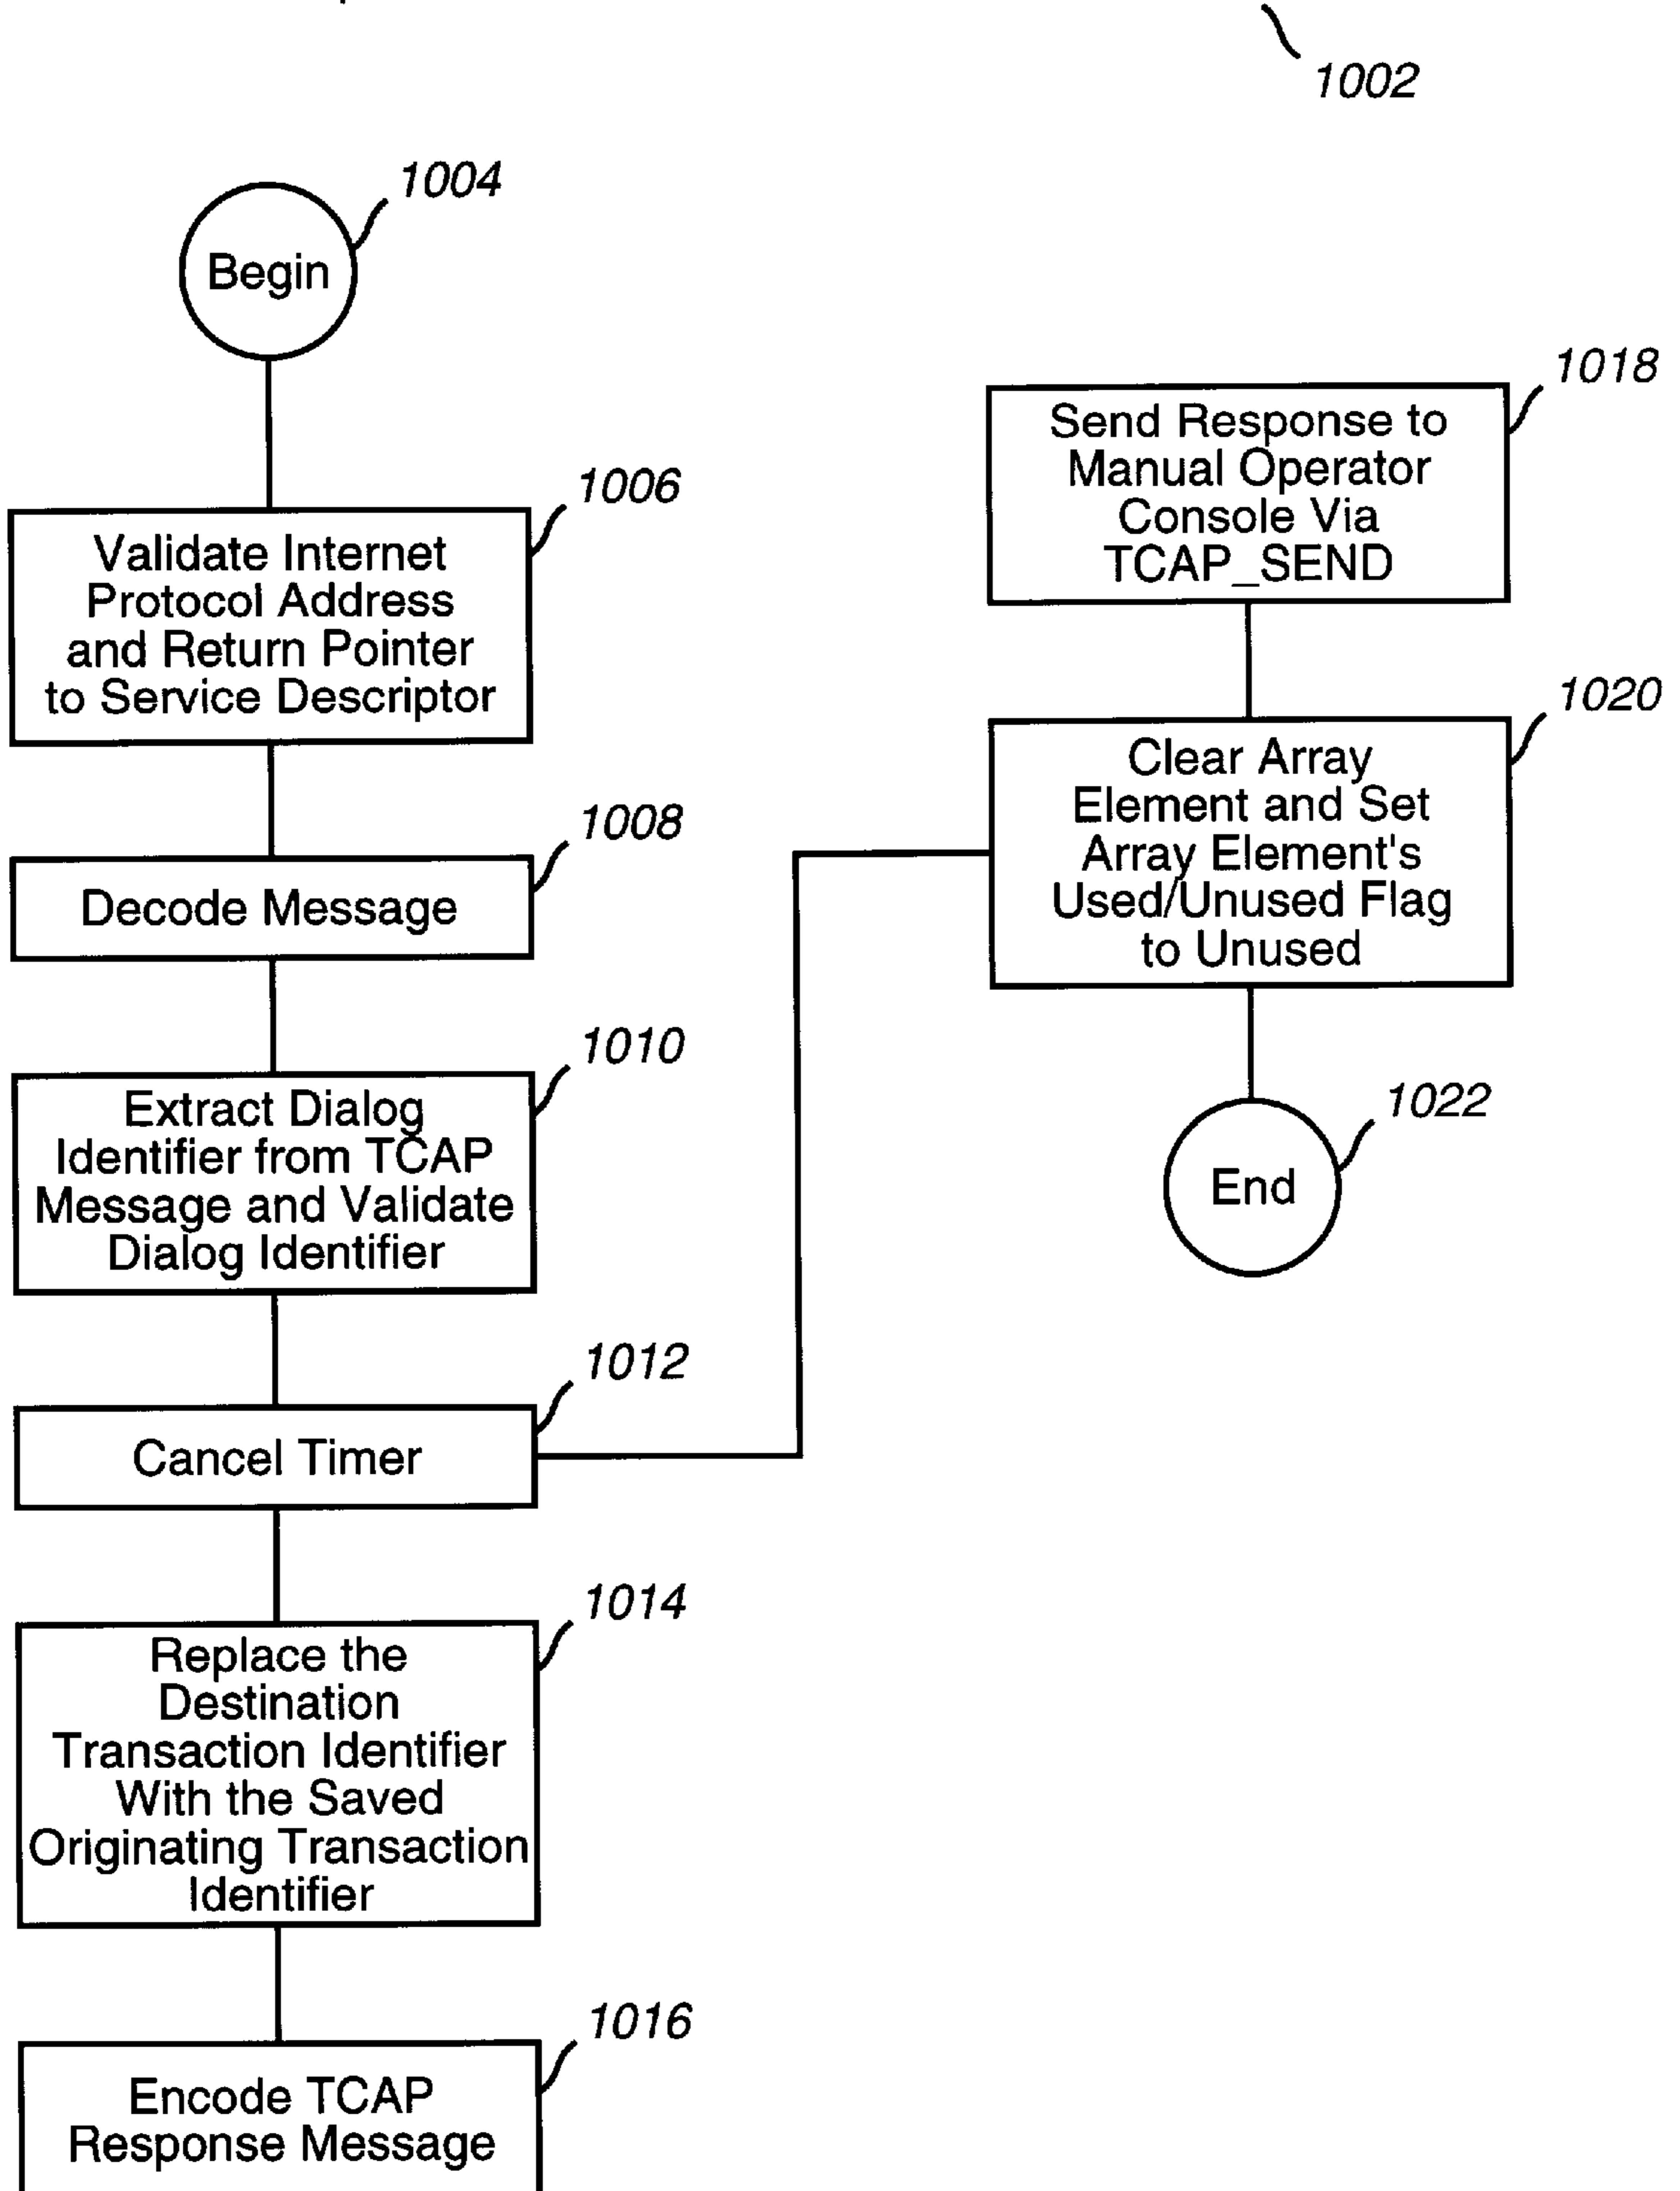 1002
1004
Begin
1006
Validate Internet
Protocol Address
and Return Pointer
to Service Descriptor
1008
Decode Message
1010
Extract Dialog
Identifier from TCAP
Message and Validate
Dialog Identifier
1012
Cancel Timer
1014
Replace the
Destination
Transaction Identifier
With the Saved
Originating Transaction
Identifier
1016
Encode TCAP
Response Message
1018
Send Response to
Manual Operator
Console Via
TCAP_SEND
1020
Clear Array
Element and Set
Array Element's
Used/Unused Flag
to Unused
1022
End